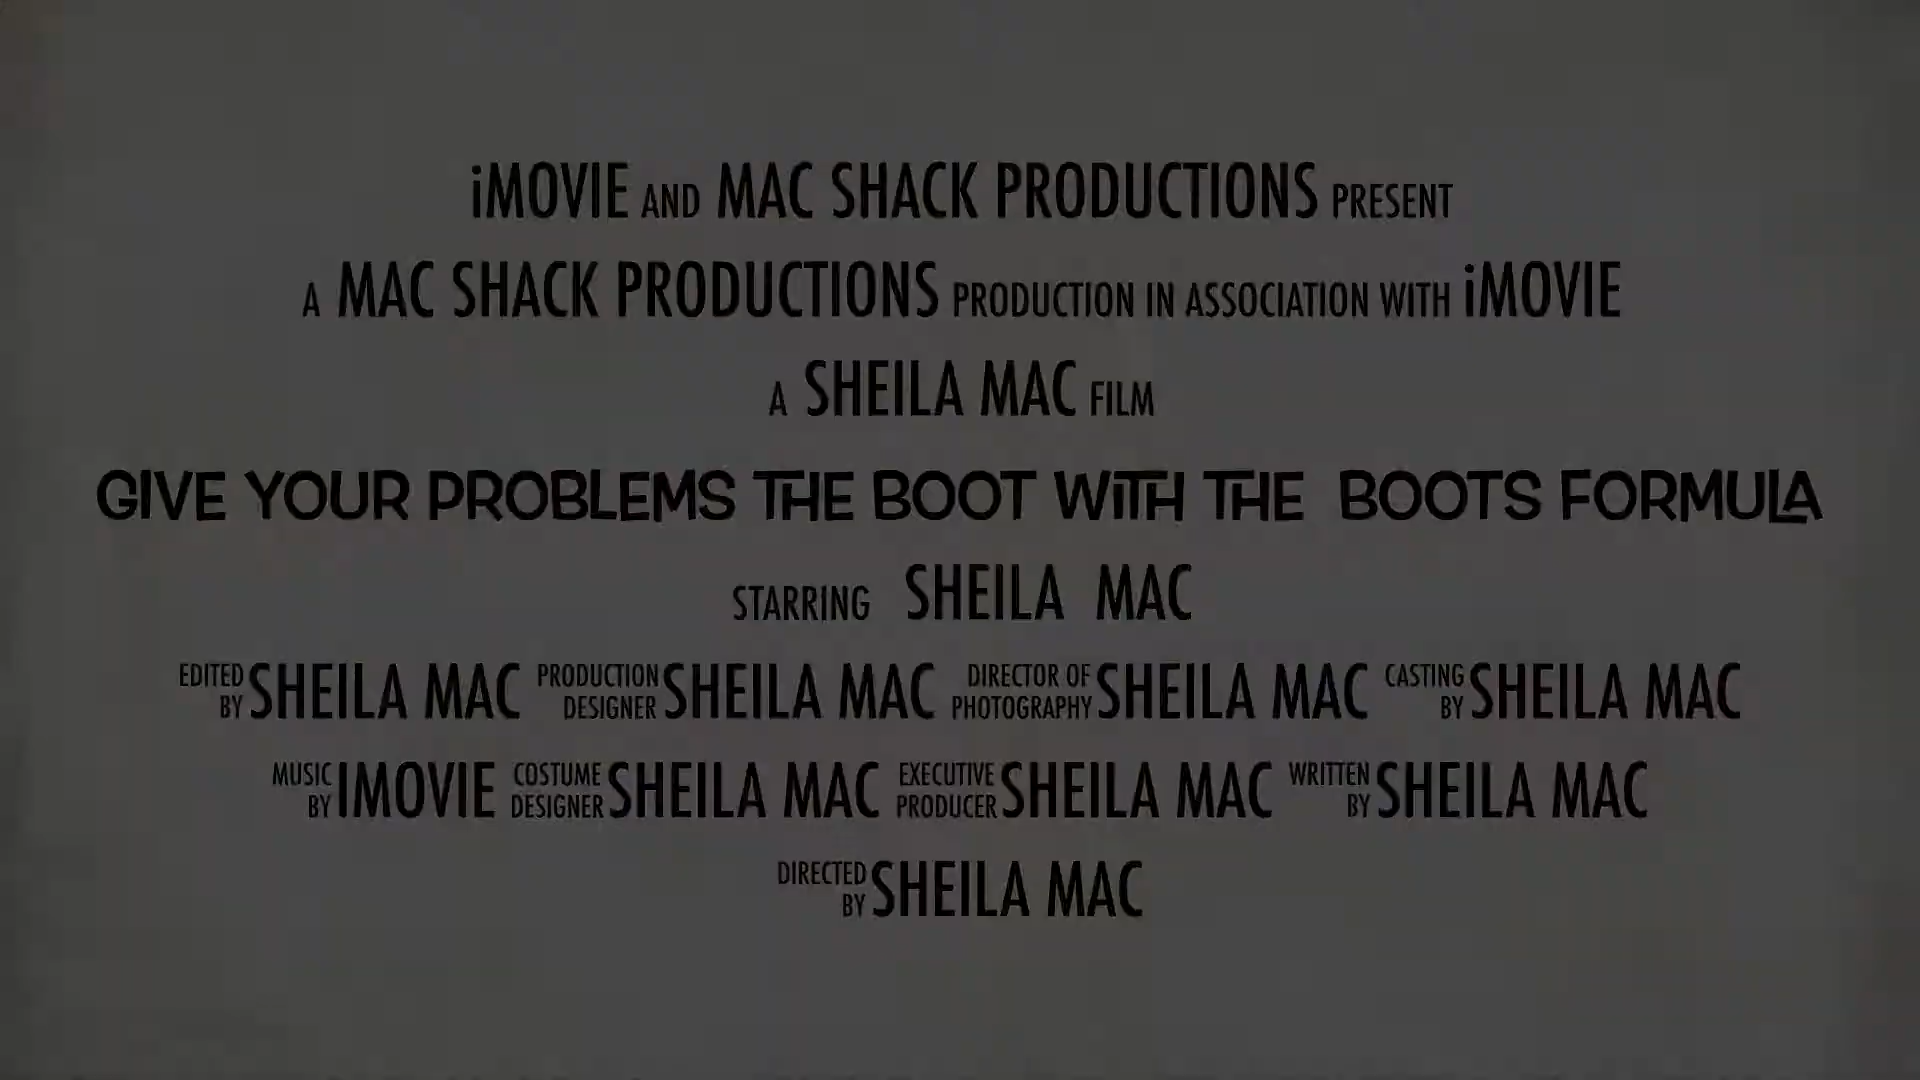 iMOVIE AND MAC SHACK PRODUCTIONS PRESENT
A MAC SHACK PRODUCTIONS PRODUCTION IN ASSOCIATION WITH iMOVIE
A SHEILA MAC FILM
GIVE YOUR PROBLEMS THE BOOT WITH THE BOOTS FORMULA
STARRING SHEILA MAC
EDITED BY SHEILA MAC PRODUCTION DESIGNER SHEILA MAC DIRECTOR OF PHOTOGRAPHY SHEILA MAC CASTING BY SHEILA MAC
MUSIC BY IMOVIE COSTUME DESIGNER SHEILA MAC EXECUTIVE PRODUCER SHEILA MAC WRITTEN BY SHEILA MAC
DIRECTED BY SHEILA MAC